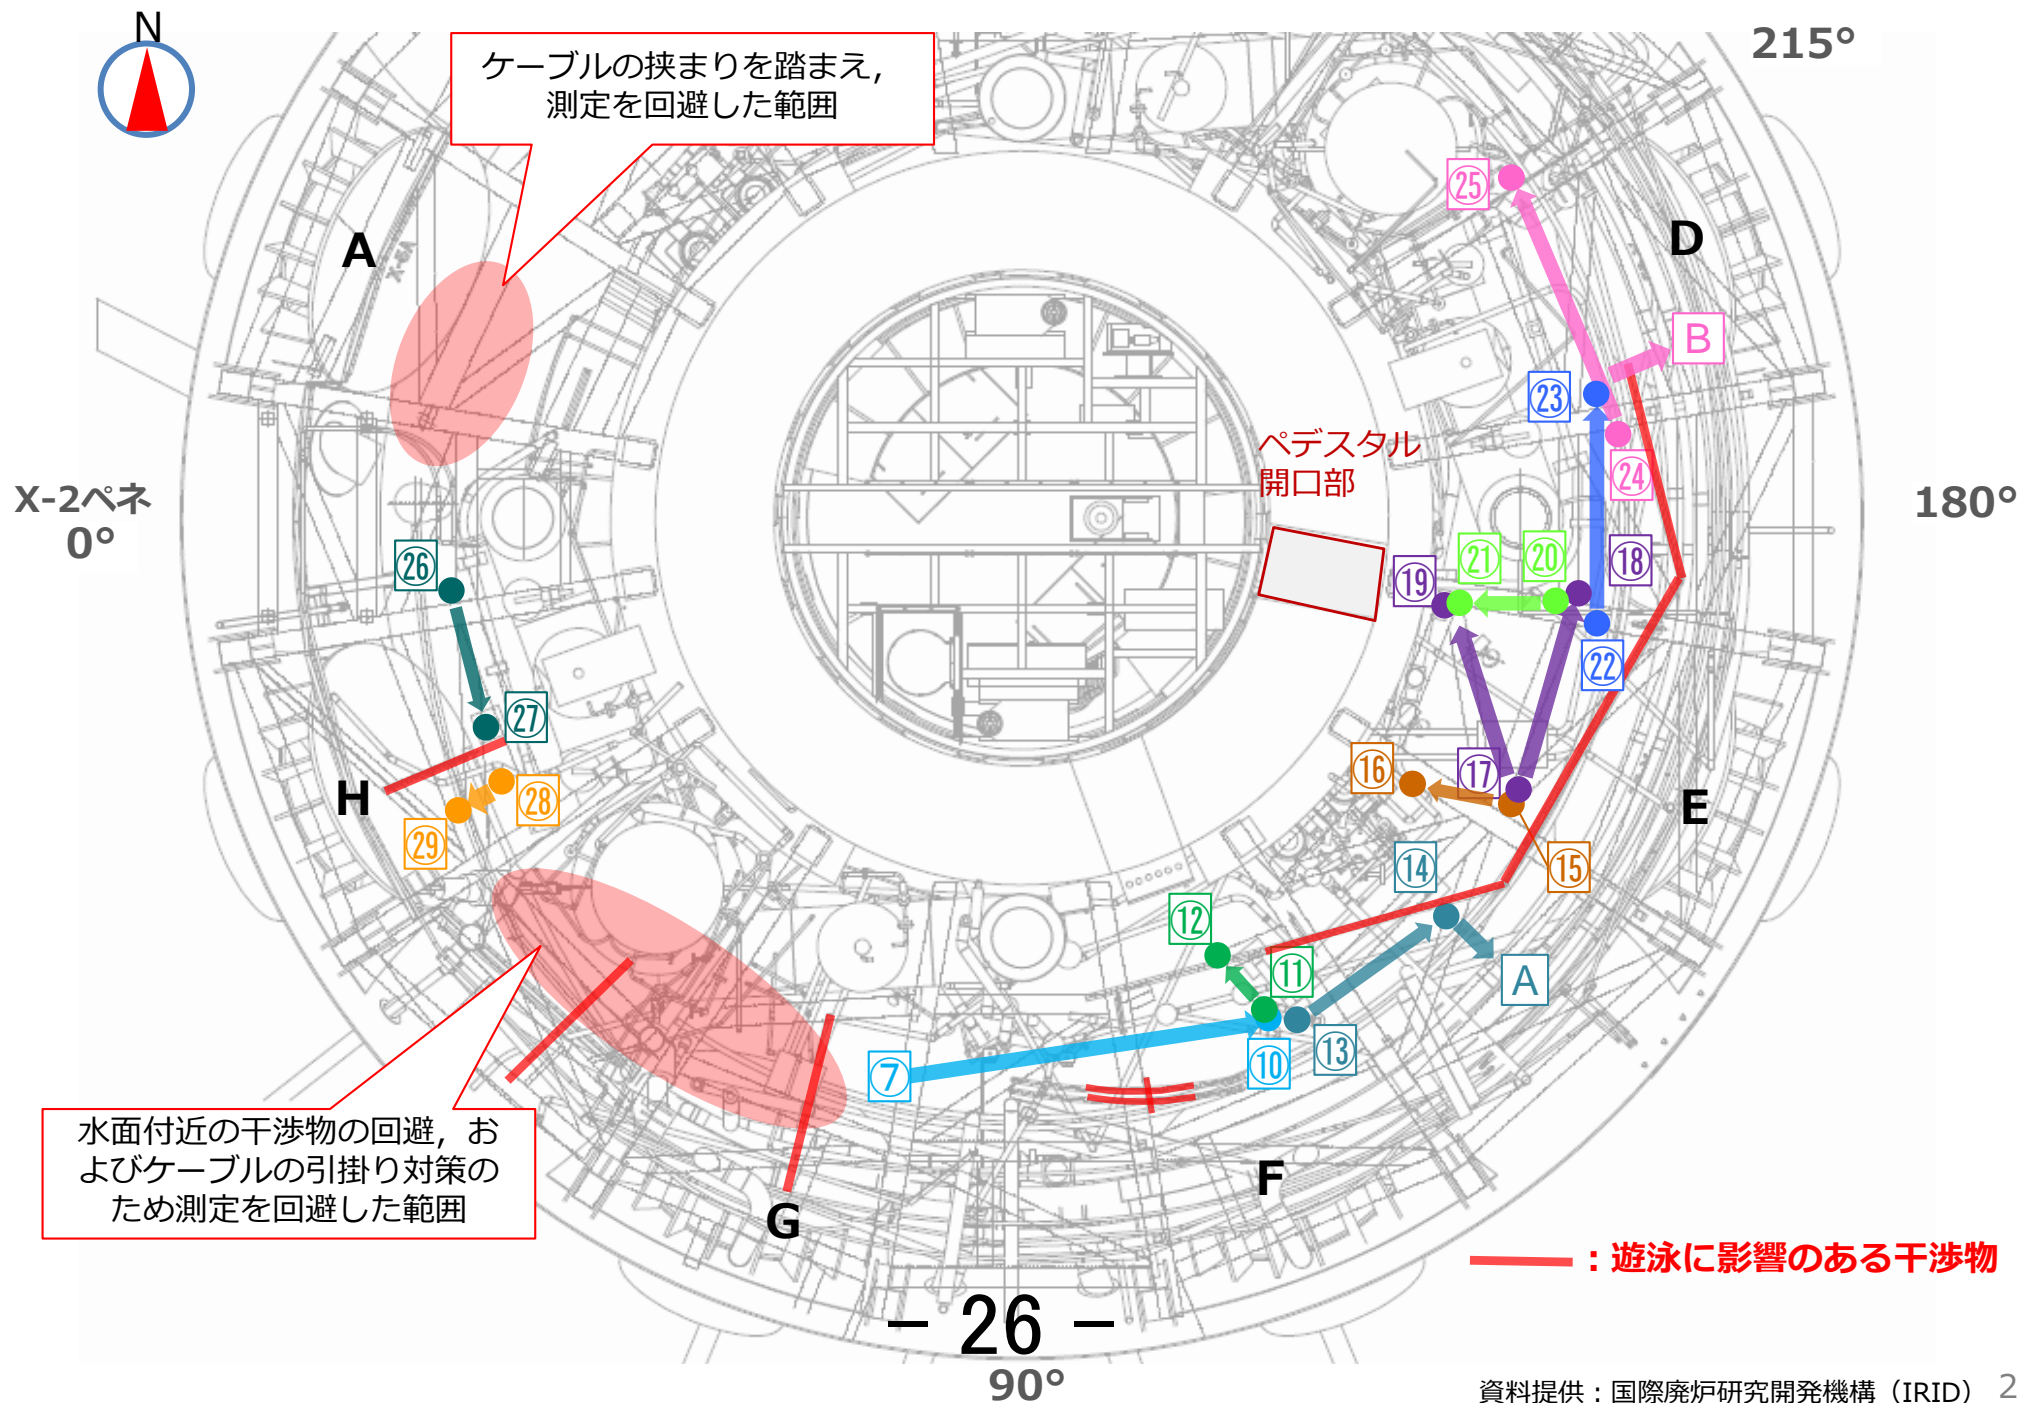 N
ケーブルの挟まりを踏まえ，
測定を回避した範囲
215°
A
X-6A
㉕
D
B
㉓
ペデスタル
開口部
㉔
X-2ペネ
0°
180°
㉖
⑲
㉑
⑳
⑱
㉒
㉗
H
㉘
㉙
⑯
⑰
E
⑭
⑮
⑫
⑪
A
⑦
⑩
⑬
水面付近の干渉物の回避，お
よびケーブルの引掛り対策の
ため測定を回避した範囲
F
G
：遊泳に影響のある干渉物
－ 26 －
90°
資料提供：国際廃炉研究開発機構（IRID）
2